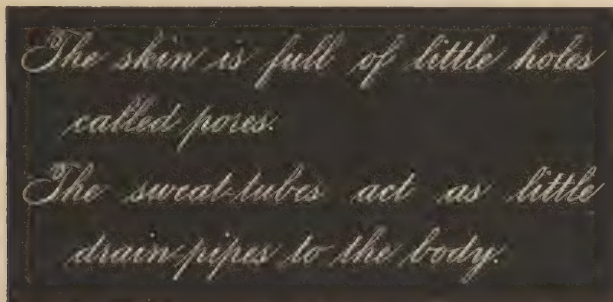 The skin is full of little holes
called pores.
The sweat-tubes act as little
drain-pipes to the body.